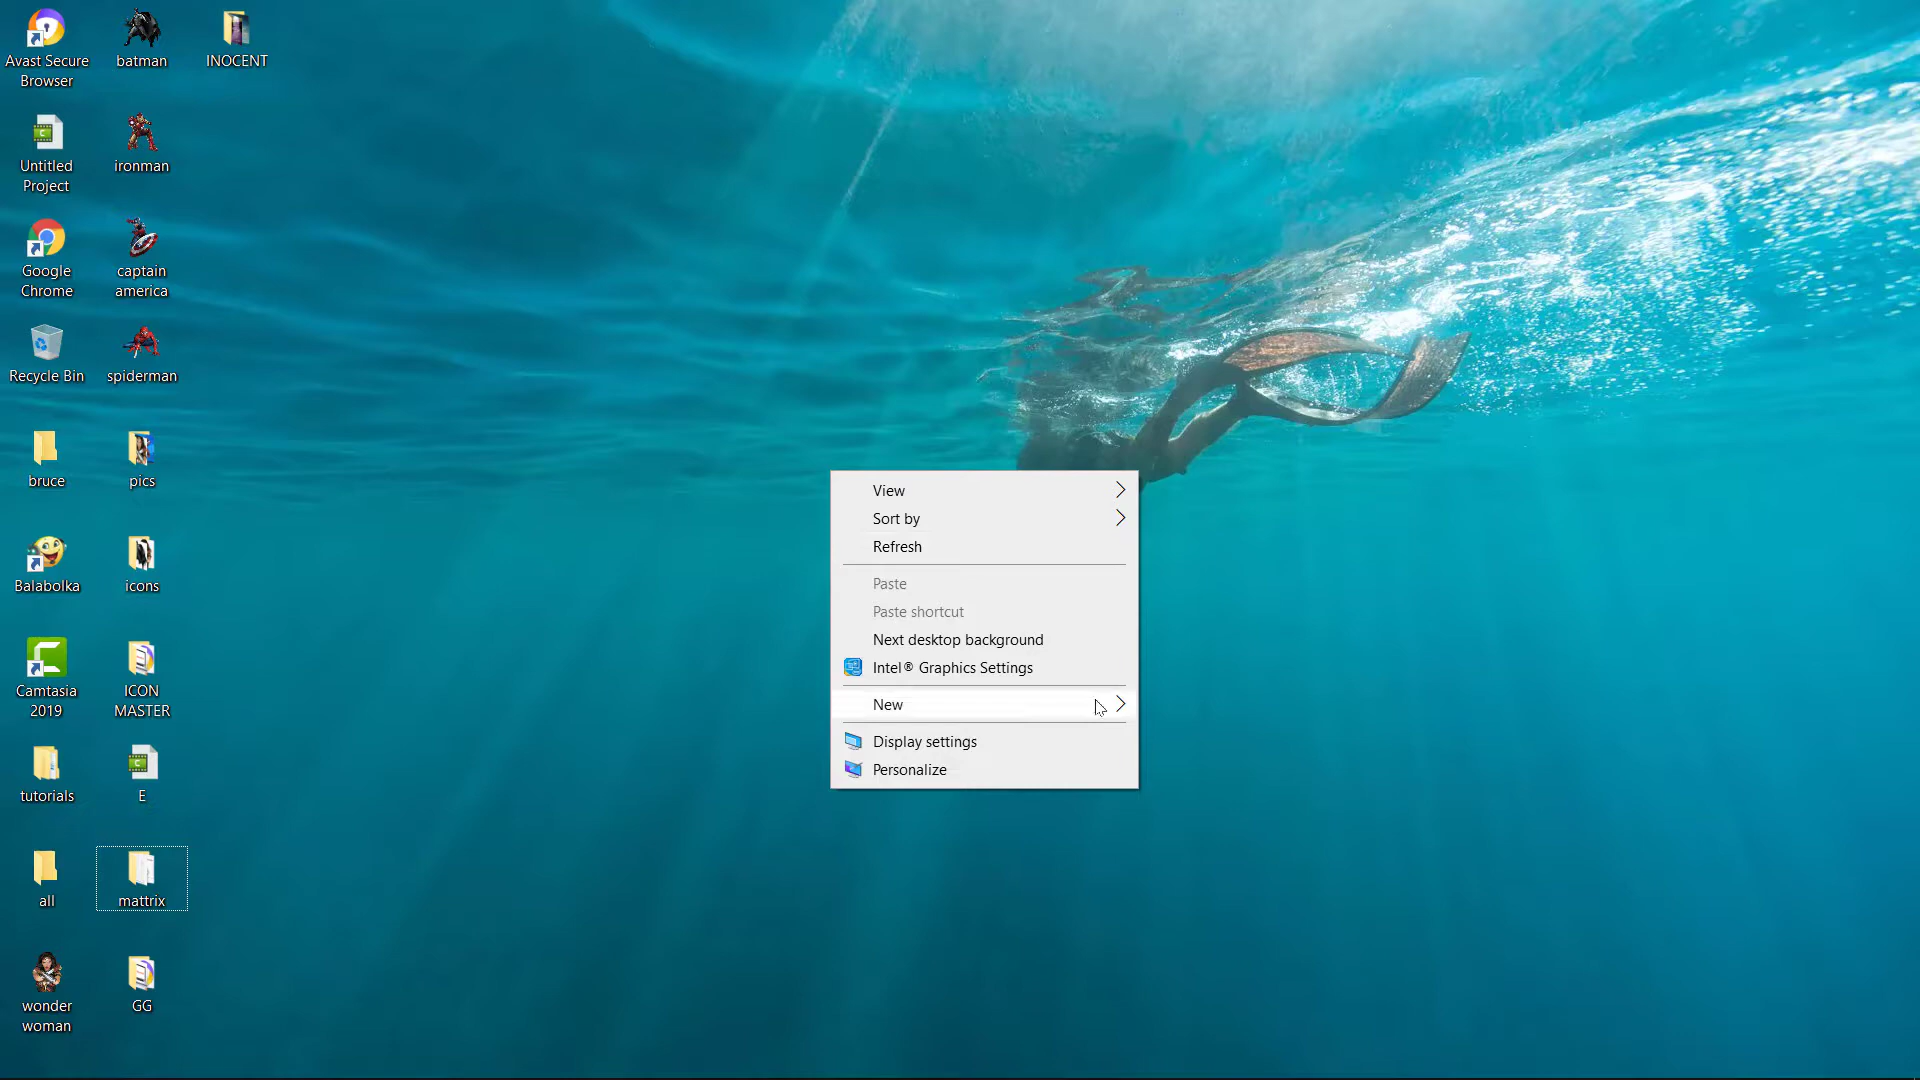 Avast Secure
Browser
batman
INOCENT
Untitled
Project
ironman
Google
Chrome
captain
america
Recycle Bin
spiderman
bruce
pics
Balabolka
icons
Camtasia
2019
ICON
MASTER
tutorials
E
all
mattrix
wonder
woman
GG
View
Sort by
Refresh
Paste
Paste shortcut
Next desktop background
Intel® Graphics Settings
New
Display settings
Personalize